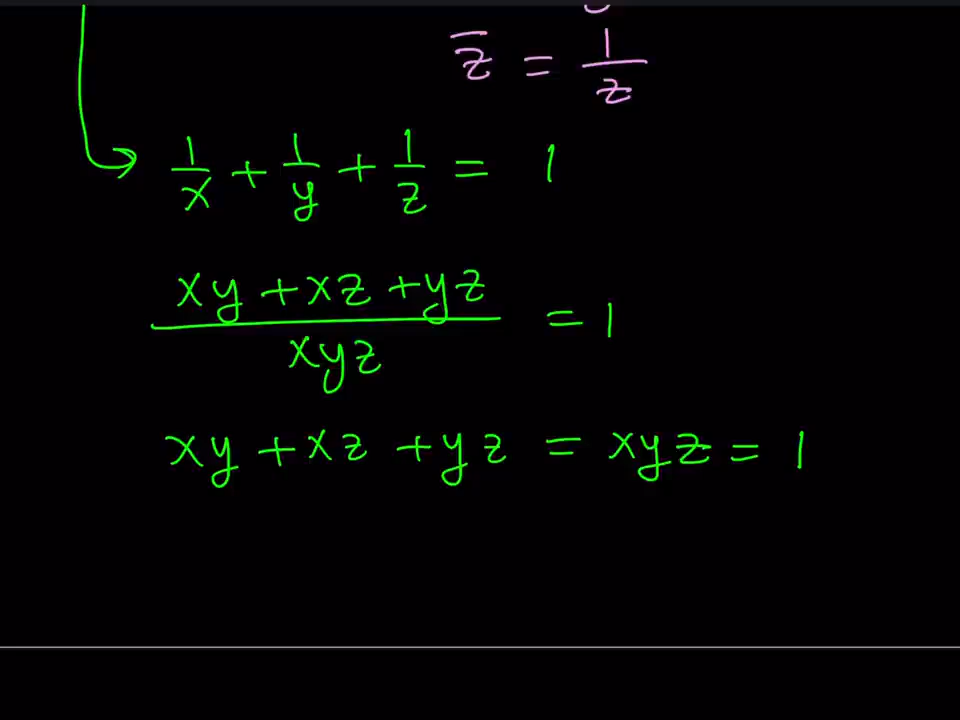 z̅ = 1/z
1/x + 1/y + 1/z = 1
(xy + xz + yz)/(xyz) = 1
xy + xz + yz = xyz = 1